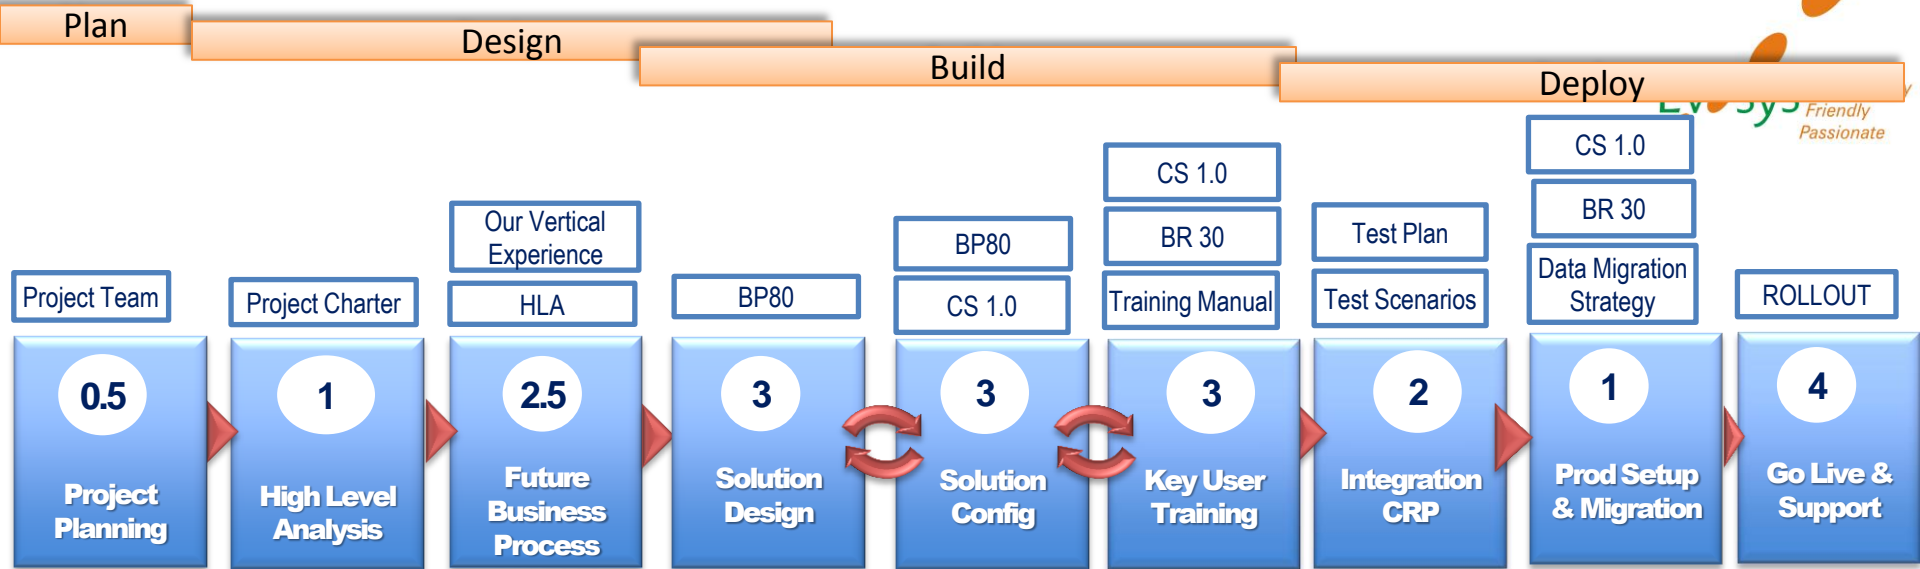 Plan
Design
Build
Deploy
Friendly
Passionate
Project Team
Project Charter
Our Vertical
Experience
HLA
BP80
BP80
CS 1.0
CS 1.0
BR 30
Training Manual
Test Plan
Test Scenarios
CS 1.0
BR 30
Data Migration
Strategy
ROLLOUT
0.5
Project
Planning
1
High Level
Analysis
2.5
Future
Business
Process
3
Solution
Design
3
Solution
Config
3
Key User
Training
2
Integration
CRP
1
Prod Setup
& Migration
4
Go Live &
Support